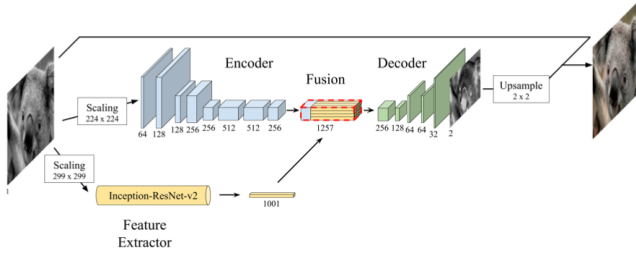 Encoder
Decoder
Fusion
Scaling
224 x 224
Upsample
2 x 2
64
128
128
256
256
512
512
256
1257
256
128
64
64
32
2
Scaling
299 x 299
1
Inception-ResNet-v2
1001
Feature
Extractor